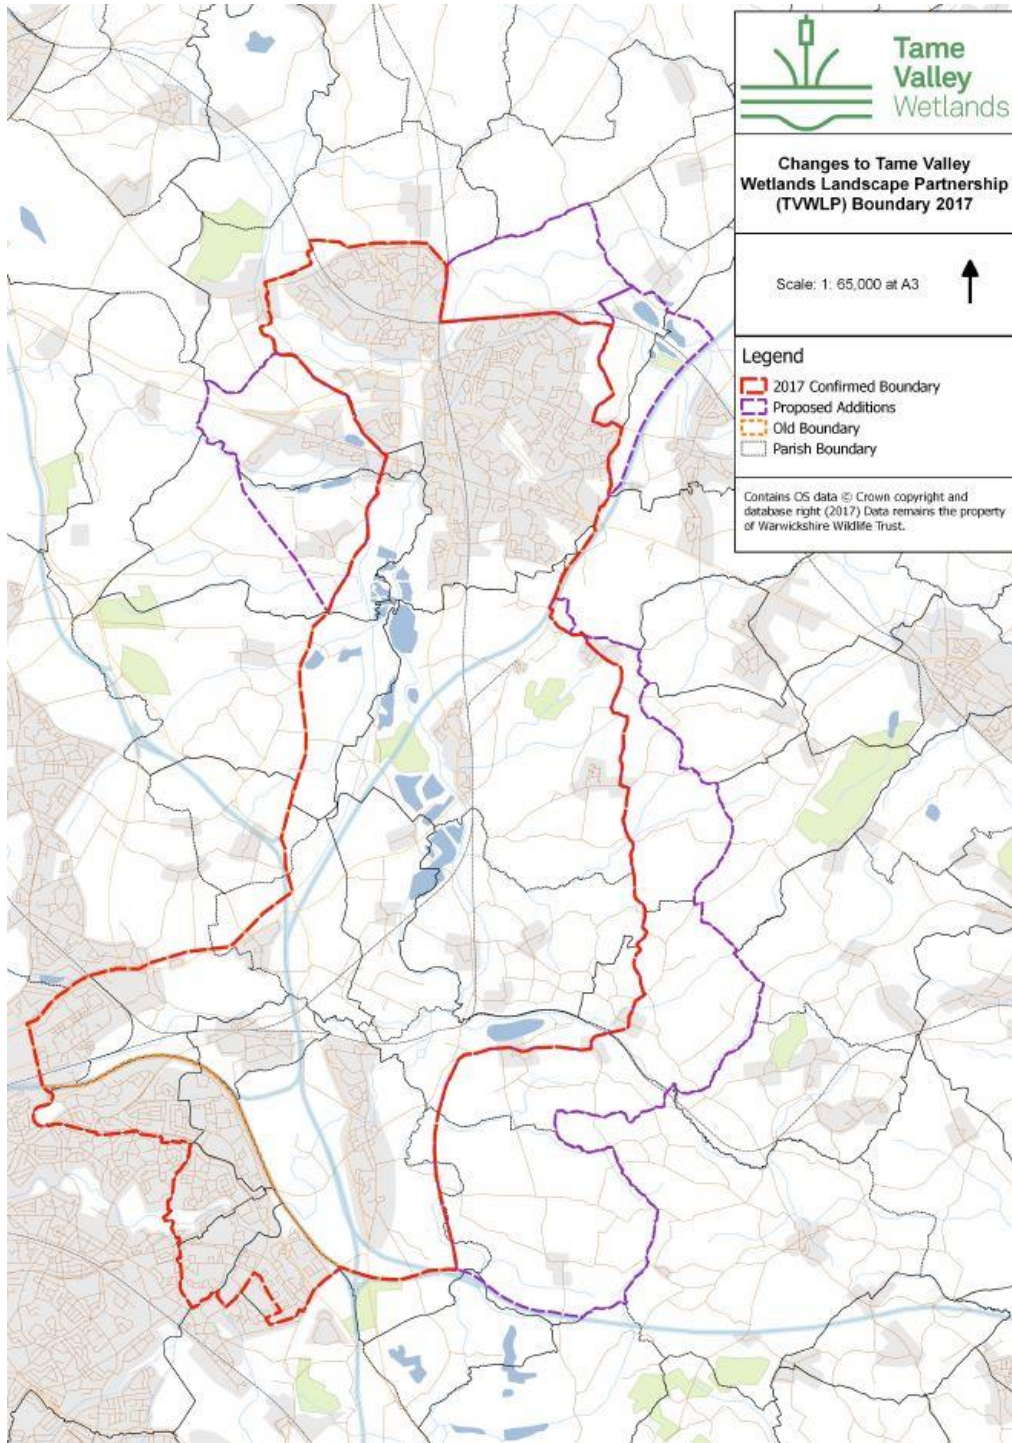 Tame
Valley
Wetlands
Changes to Tame Valley
Wetlands Landscape Partnership
(TVWLP) Boundary 2017
Scale: 1: 65,000 at A3
Legend
2017 Confirmed Boundary
Proposed Additions
Old Boundary
Parish Boundary
Contains OS data © Crown copyright and
database right (2017) Data remains the property
of Warwickshire Wildlife Trust.